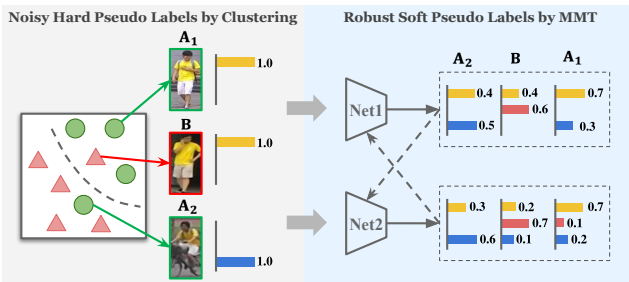 Noisy Hard Pseudo Labels by Clustering
Robust Soft Pseudo Labels by MMT
A1
1.0
B
1.0
A2
1.0
Net1
Net2
A2 B A1
0.4 0.4 0.7
0.6
0.5 0.3
0.3 0.2 0.7
0.7 0.1
0.6 0.1 0.2